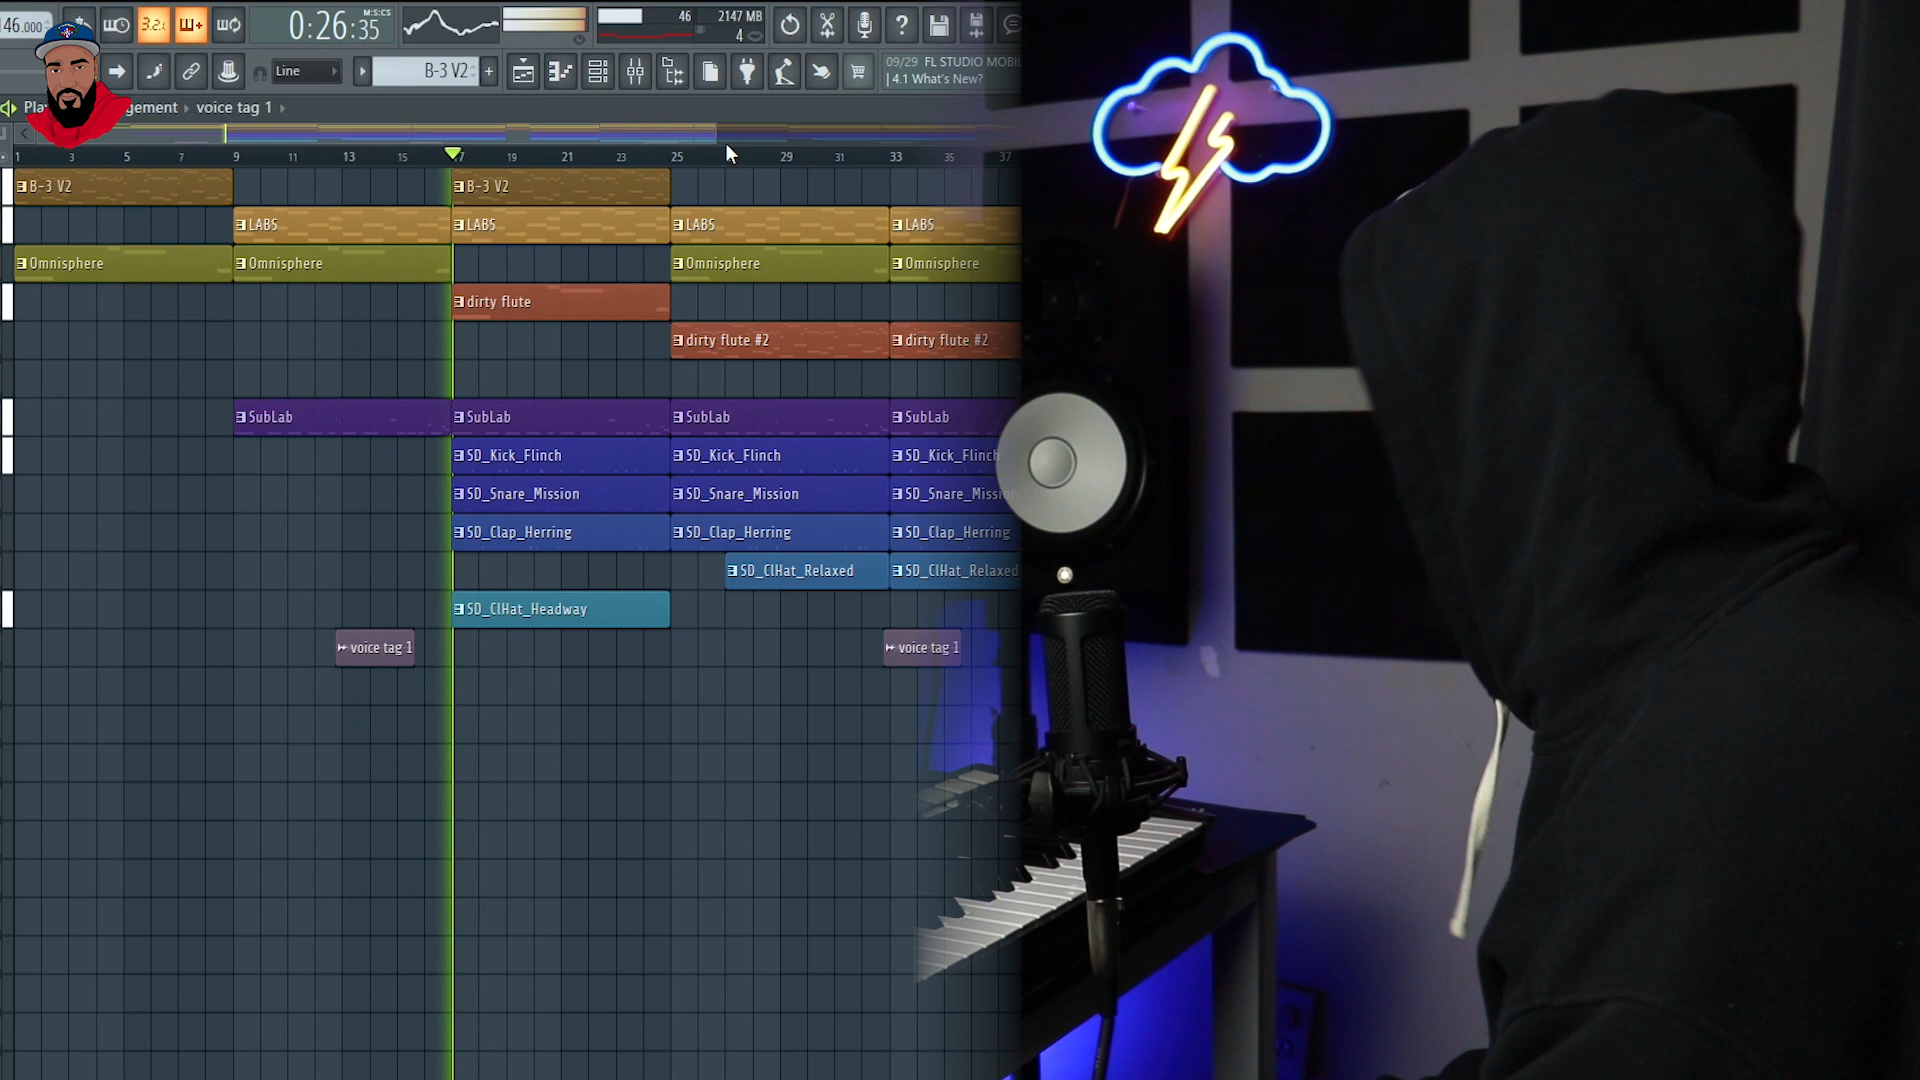 146.000
3.2.
0:26:35
M:S:CS
46
2147 MB
4
Line
B-3 V2
09/29 FL STUDIO MOBIL
4.1 What's New?
Pla
gement
voice tag 1
1 3 5 7 9 11 13 15 17 19 21 23 25 29 31 33 35 37
B-3 V2
B-3 V2
LABS
LABS
LABS
LABS
Omnisphere
Omnisphere
Omnisphere
Omnisphere
dirty flute
dirty flute #2
dirty flute #2
SubLab
SubLab
SubLab
SubLab
SD_Kick_Flinch
SD_Kick_Flinch
SD_Kick_Flinch
SD_Snare_Mission
SD_Snare_Mission
SD_Snare_Mission
SD_Clap_Herring
SD_Clap_Herring
SD_Clap_Herring
SD_ClHat_Relaxed
SD_ClHat_Relaxed
SD_ClHat_Headway
voice tag 1
voice tag 1